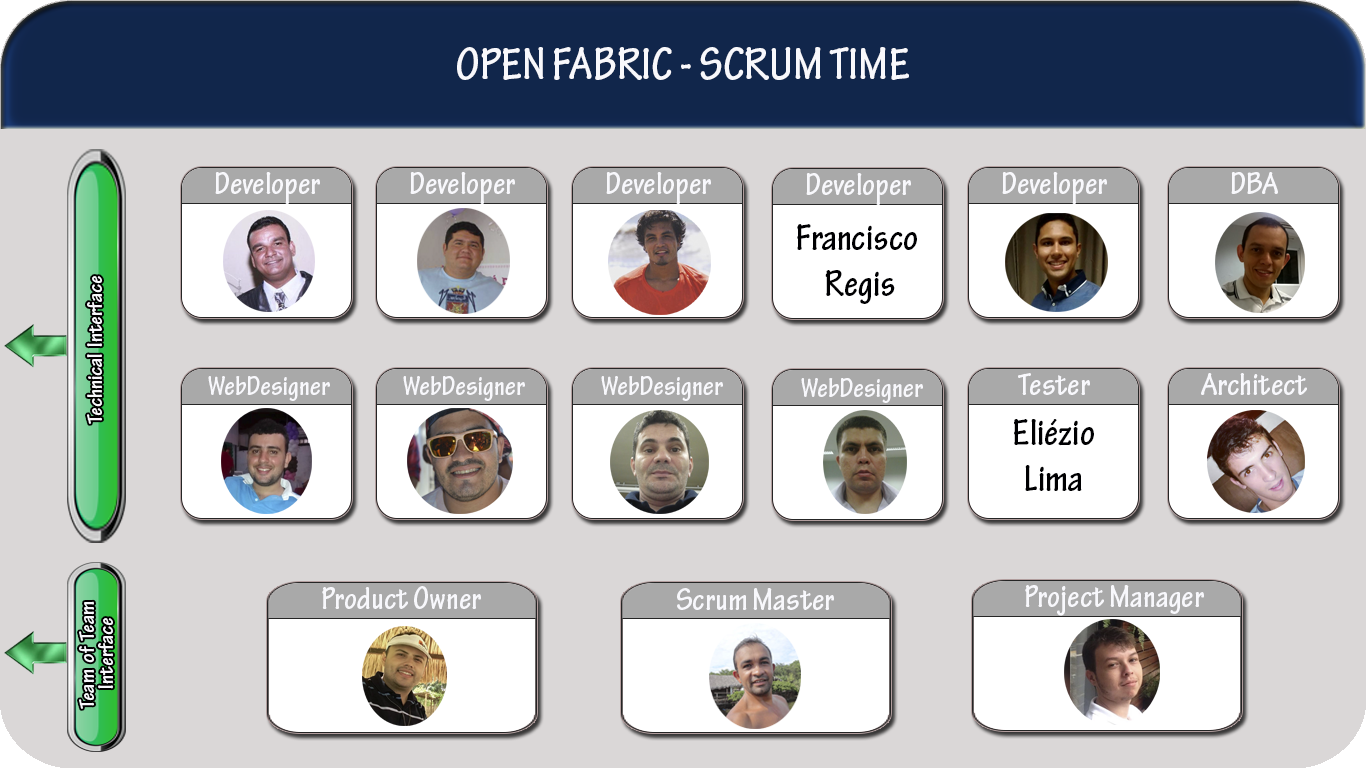 OPEN FABRIC - SCRUM TIME
Technical Interface
Developer
Developer
Developer
Developer
Francisco
Regis
Developer
DBA
WebDesigner
WebDesigner
WebDesigner
WebDesigner
Tester
Eliézio
Lima
Architect
Team of Team
Interface
Product Owner
Scrum Master
Project Manager